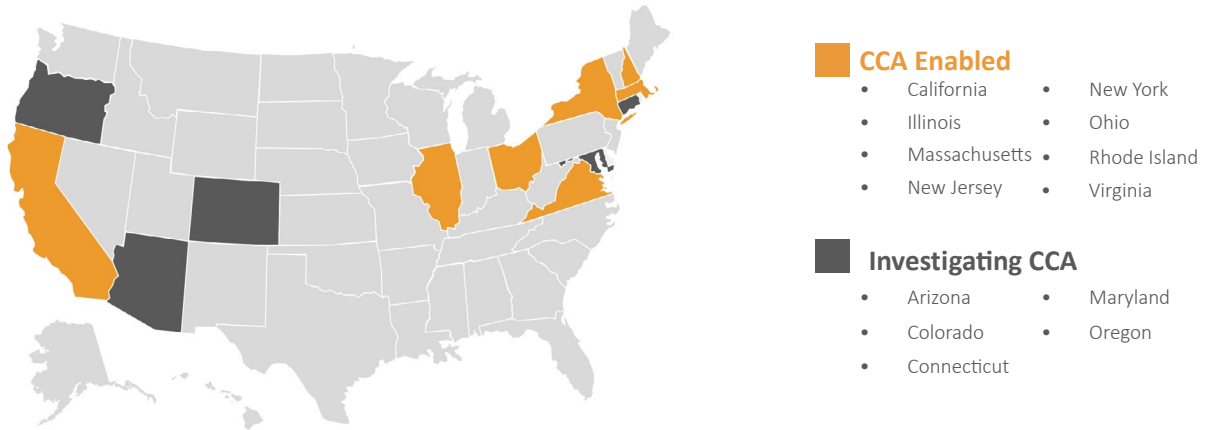 CCA Enabled
• California
• Illinois
• Massachusetts
• New Jersey
• New York
• Ohio
• Rhode Island
• Virginia
Investigating CCA
• Arizona
• Colorado
• Connecticut
• Maryland
• Oregon